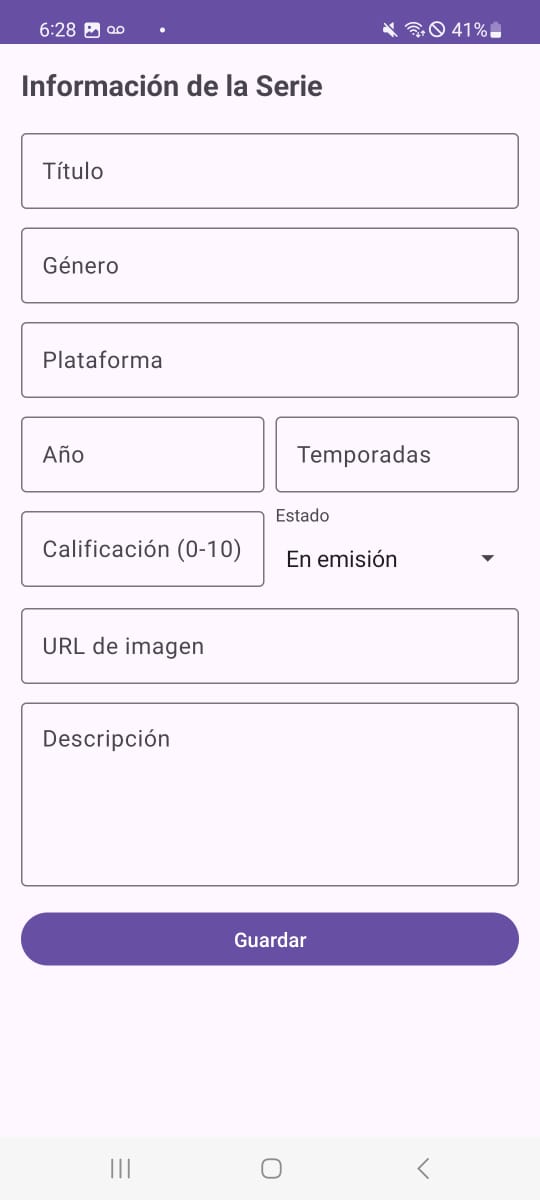 6:28 41%
Información de la Serie
Título
Género
Plataforma
Año Temporadas
Estado
Calificación (0-10) En emisión
URL de imagen
Descripción
Guardar